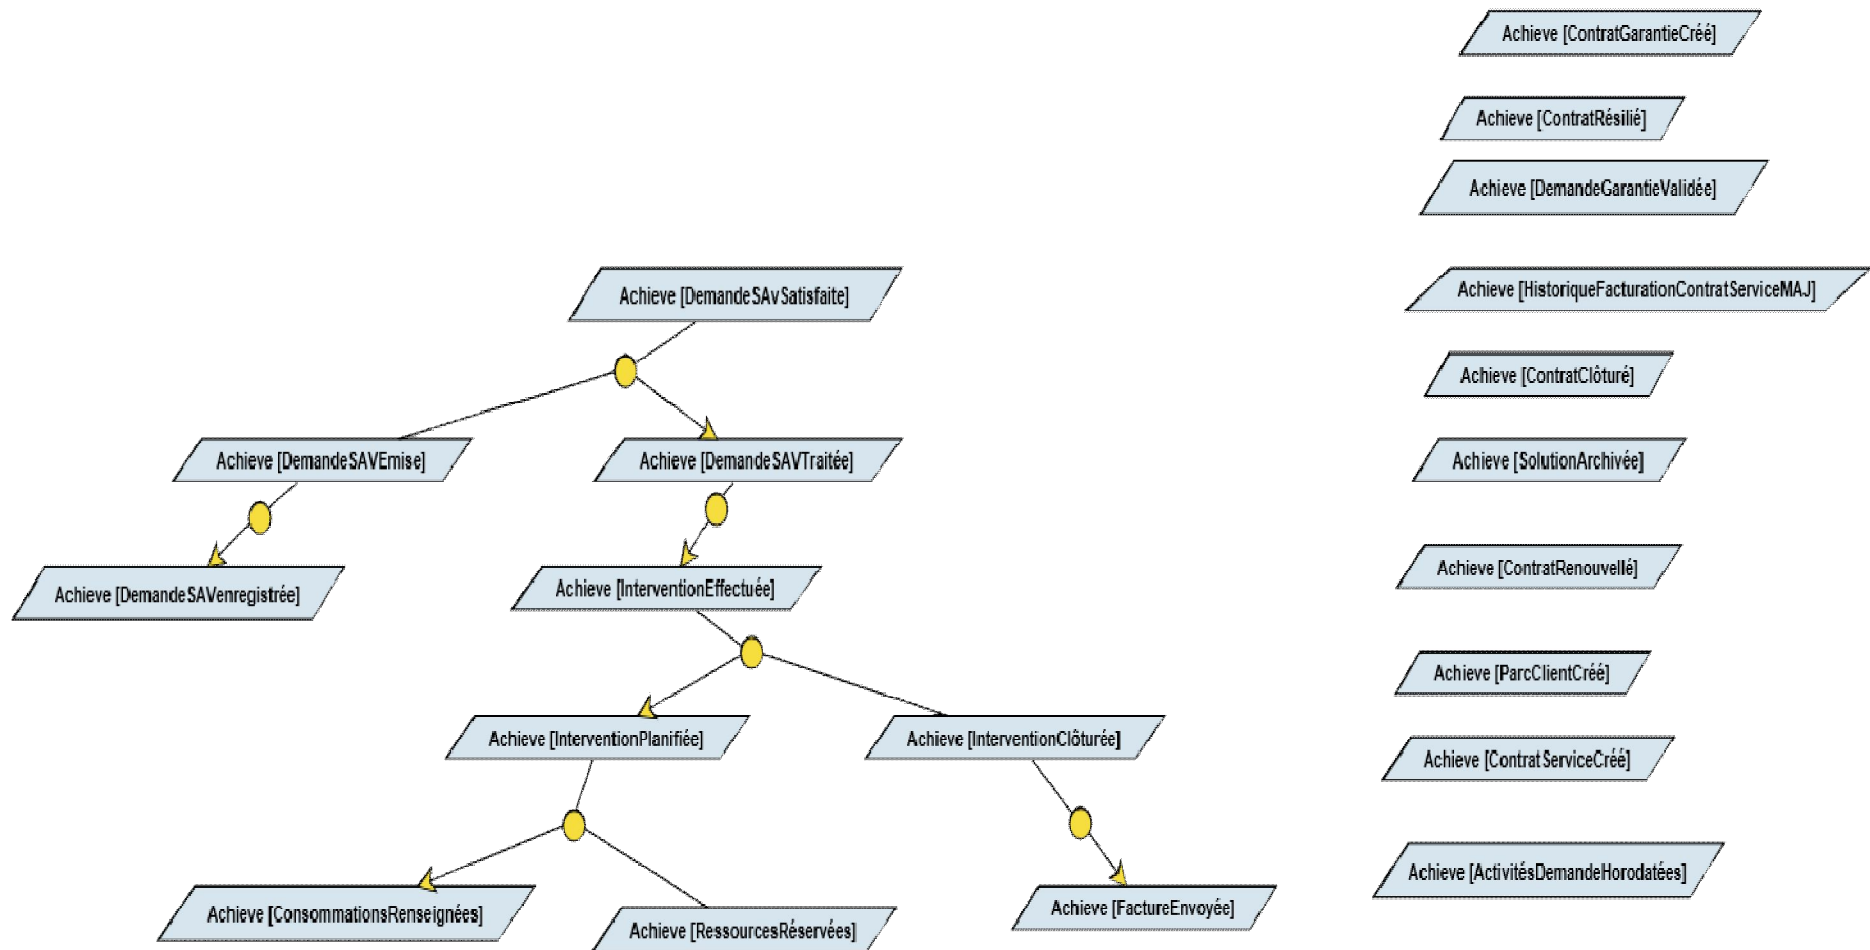 Achieve [ContratGarantieCréé]
Achieve [ContratRésilié]
Achieve [DemandeGarantieValidée]
Achieve [HistoriqueFacturationContratServiceMAJ]
Achieve [DemandeSAvSatisfaite]
Achieve [ContratClôturé]
Achieve [DemandeSAVEmise]
Achieve [DemandeSAVTraitée]
Achieve [SolutionArchivée]
Achieve [DemandeSAVenregistrée]
Achieve [InterventionEffectuée]
Achieve [ContratRenouvellé]
Achieve [ParcClientCréé]
Achieve [InterventionPlanifiée]
Achieve [InterventionClôturée]
Achieve [ContratServiceCréé]
Achieve [ActivitésDemandeHorodatées]
Achieve [ConsommationsRenseignées]
Achieve [RessourcesRéservées]
Achieve [FactureEnvoyée]